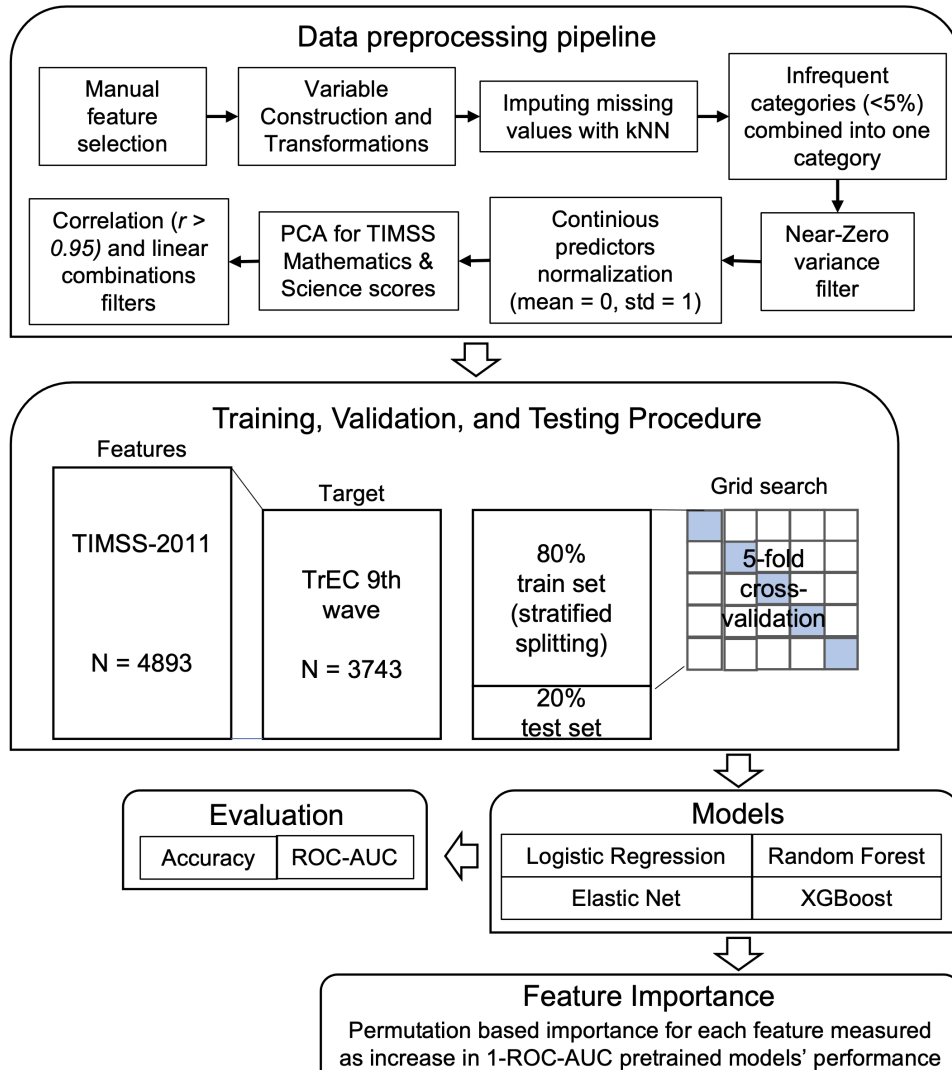 Data preprocessing pipeline
Manual
feature
selection
Variable
Construction and
Transformations
Imputing missing
values with kNN
Infrequent
categories (<5%)
combined into one
category
Near-Zero
variance
filter
Continious
predictors
normalization
(mean = 0, std = 1)
PCA for TIMSS
Mathematics &
Science scores
Correlation (r >
0.95) and linear
combinations
filters
Training, Validation, and Testing Procedure
Features
TIMSS-2011
N = 4893
Target
TrEC 9th
wave
N = 3743
80%
train set
(stratified
splitting)
20%
test set
Grid search
5-fold
cross-
validation
Models
Logistic Regression
Random Forest
Elastic Net
XGBoost
Evaluation
Accuracy
ROC-AUC
Feature Importance
Permutation based importance for each feature measured
as increase in 1-ROC-AUC pretrained models' performance